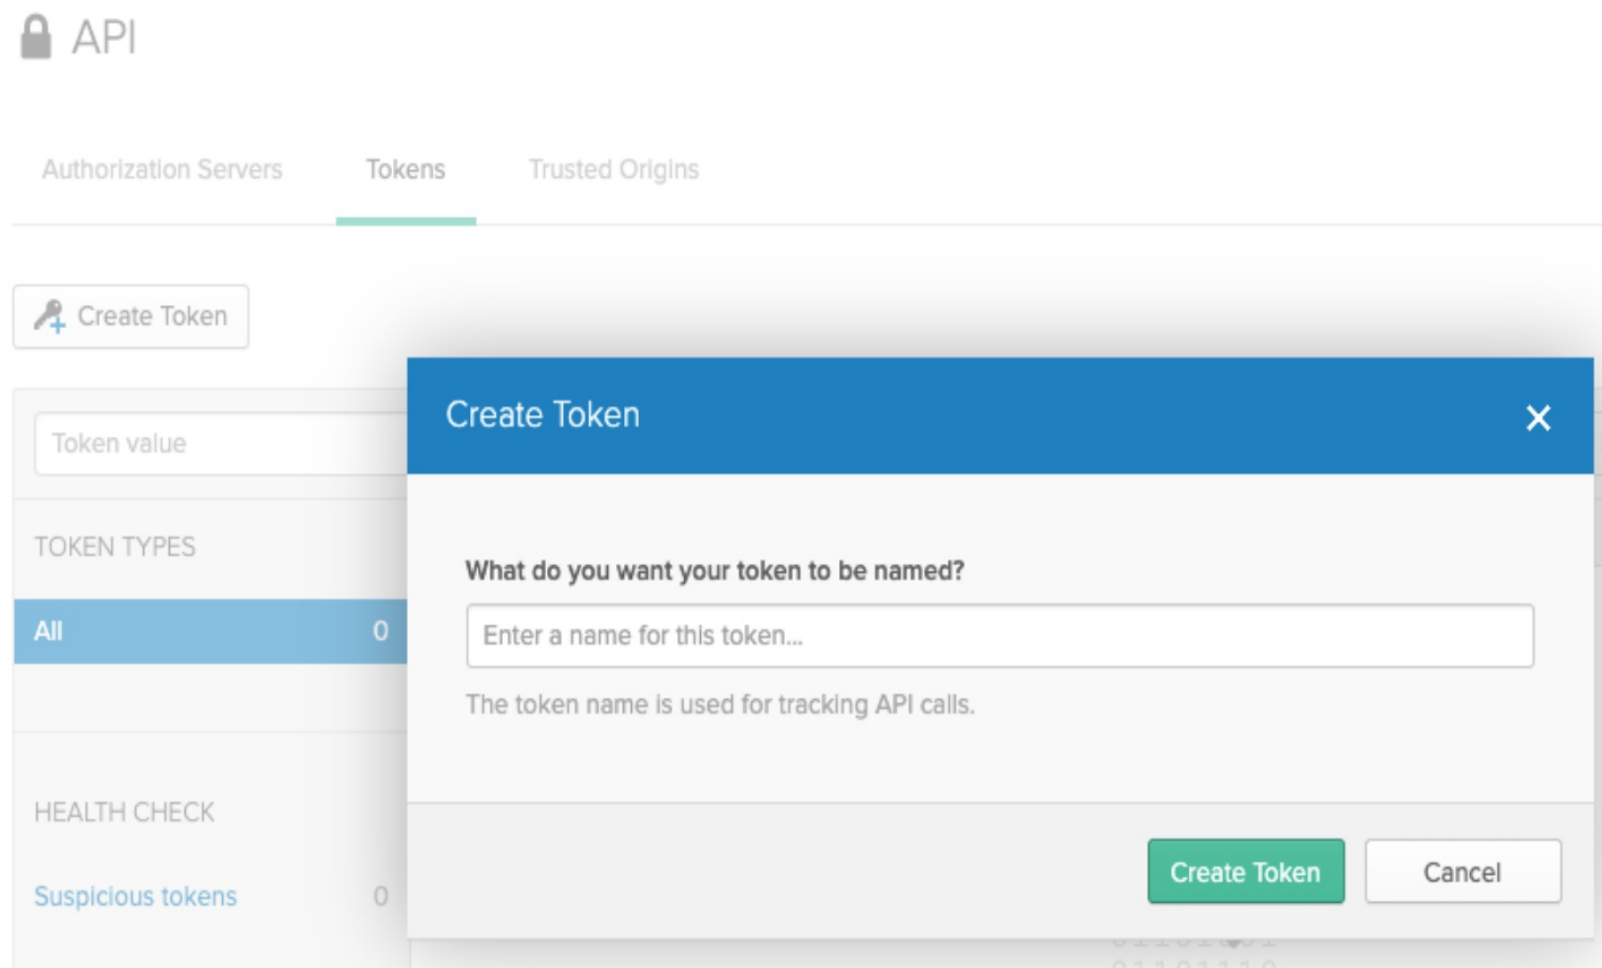 API
Authorization Servers Tokens Trusted Origins
Create Token
Token value
TOKEN TYPES
All 0
HEALTH CHECK
Suspicious tokens 0
Create Token
What do you want your token to be named?
Enter a name for this token...
The token name is used for tracking API calls.
Create Token Cancel
01101110